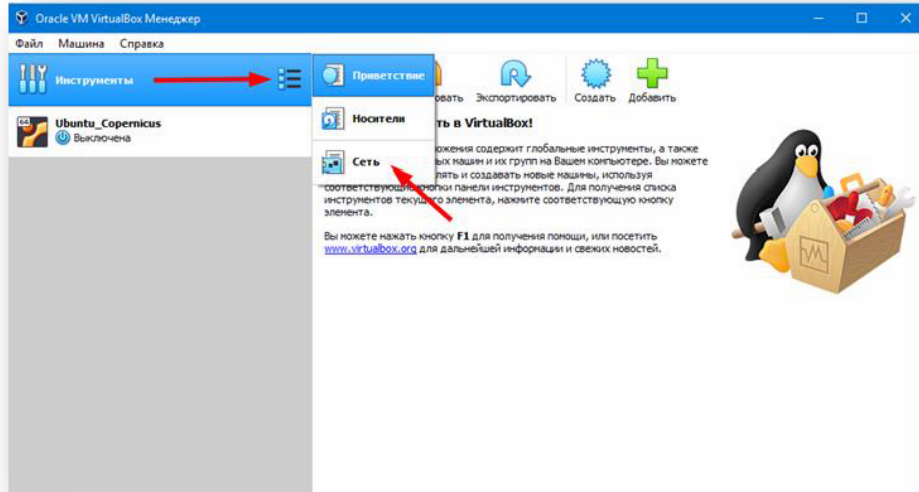 Oracle VM VirtualBox Менеджер
Файл Машина Справка
Инструменты
Приветствие
Носители
Сеть
овать Экспортировать Создать Добавить
64
Ubuntu_Copernicus
Выключена
ть в VirtualBox!
ожения содержит глобальные инструменты, а также
ых машин и их групп на Вашем компьютере. Вы можете
лять и создавать новые машины, используя
соответствующие кнопки панели инструментов. Для получения списка
инструментов текущего элемента, нажмите соответствующую кнопку
элемента.
Вы можете нажать кнопку F1 для получения помощи, или посетить
www.virtualbox.org для дальнейшей информации и свежих новостей.